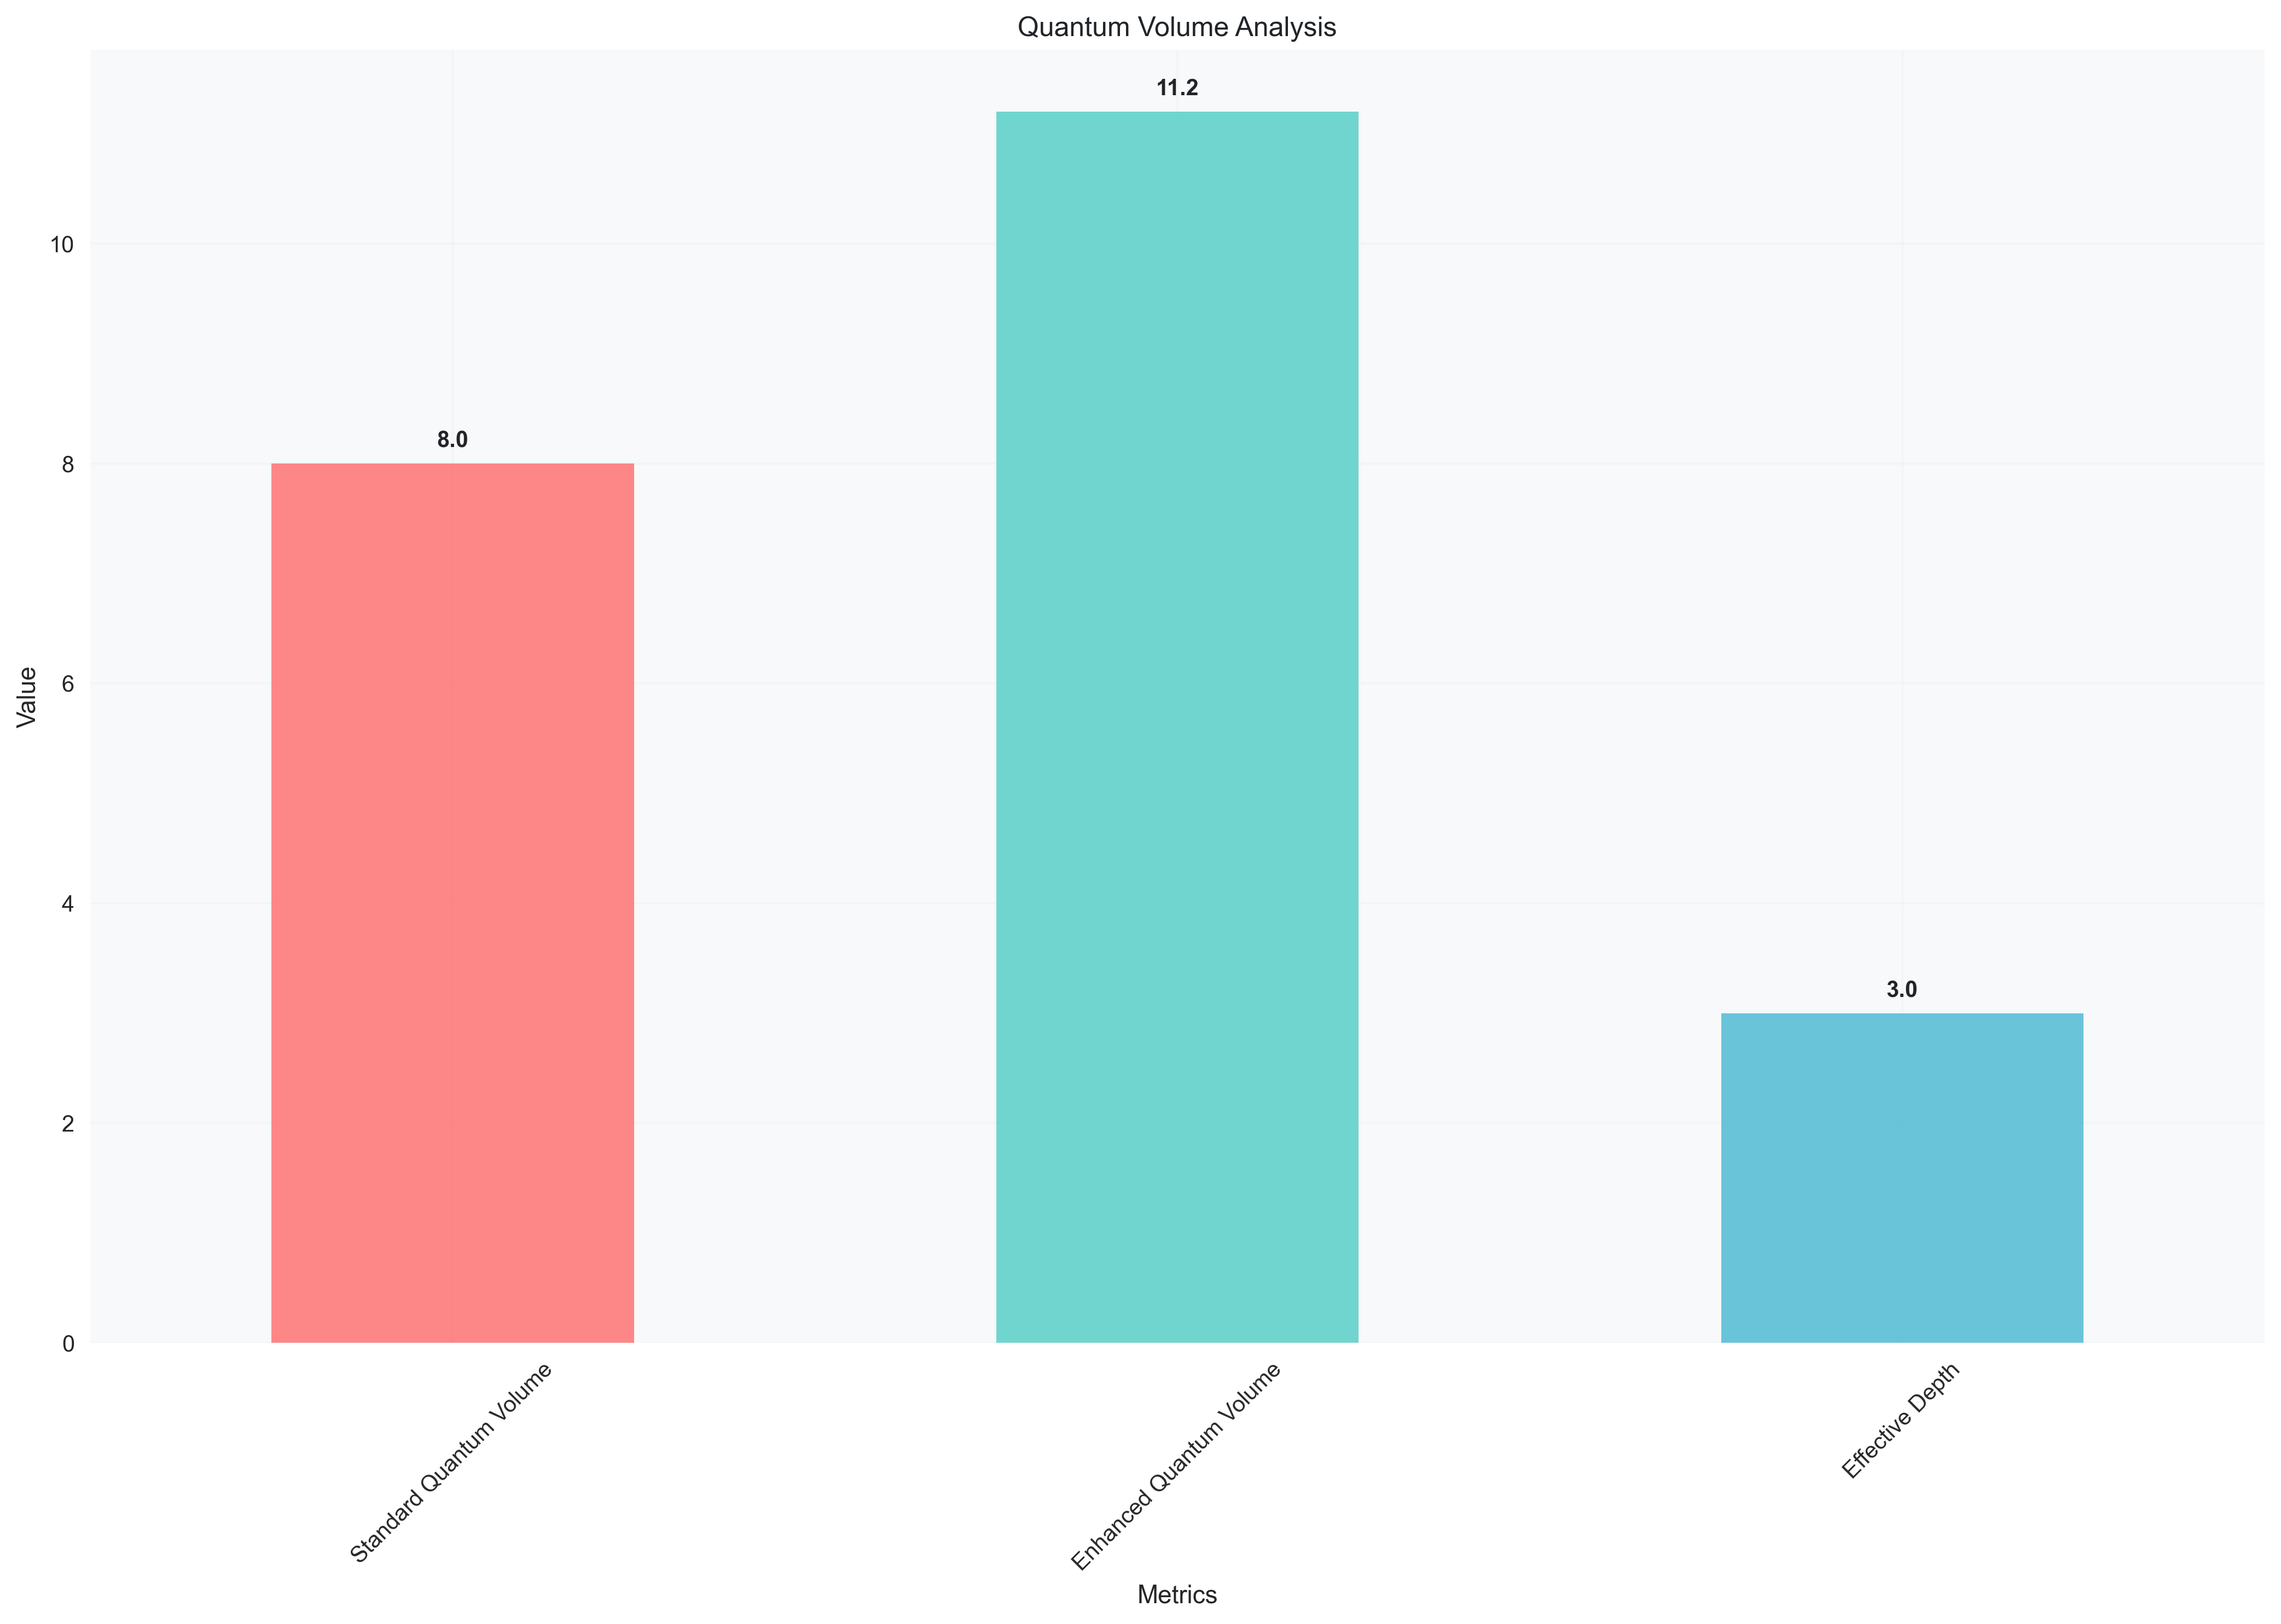 Quantum Volume Analysis
11.2
8.0
3.0
10
8
6
4
2
0
Value
Standard Quantum Volume
Enhanced Quantum Volume
Effective Depth
Metrics